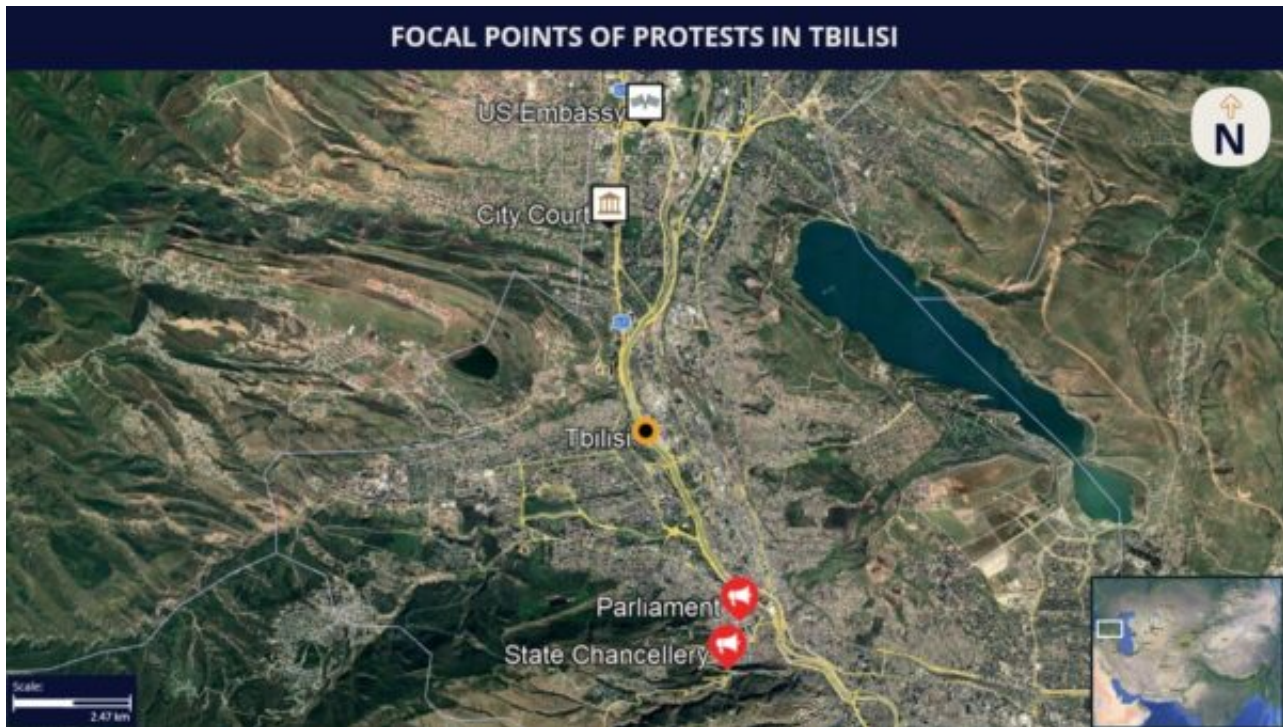 FOCAL POINTS OF PROTESTS IN TBILISI
US Embassy
N
City Court
Tbilisi
Parliament
State Chancellery
Scale:
2.47 km